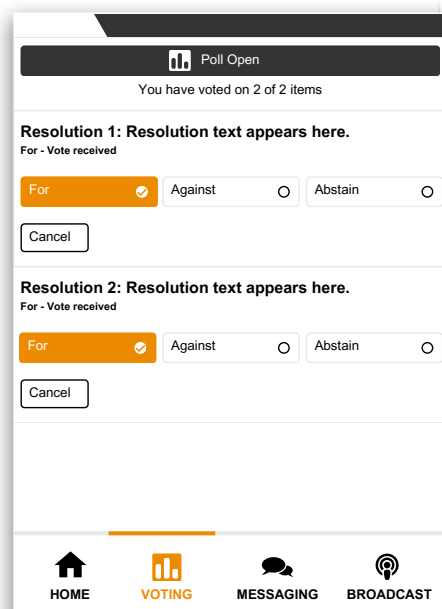 Poll Open
You have voted on 2 of 2 items
Resolution 1: Resolution text appears here.
For - Vote received
For Against Abstain
Cancel
Resolution 2: Resolution text appears here.
For - Vote received
For Against Abstain
Cancel
HOME VOTING MESSAGING BROADCAST